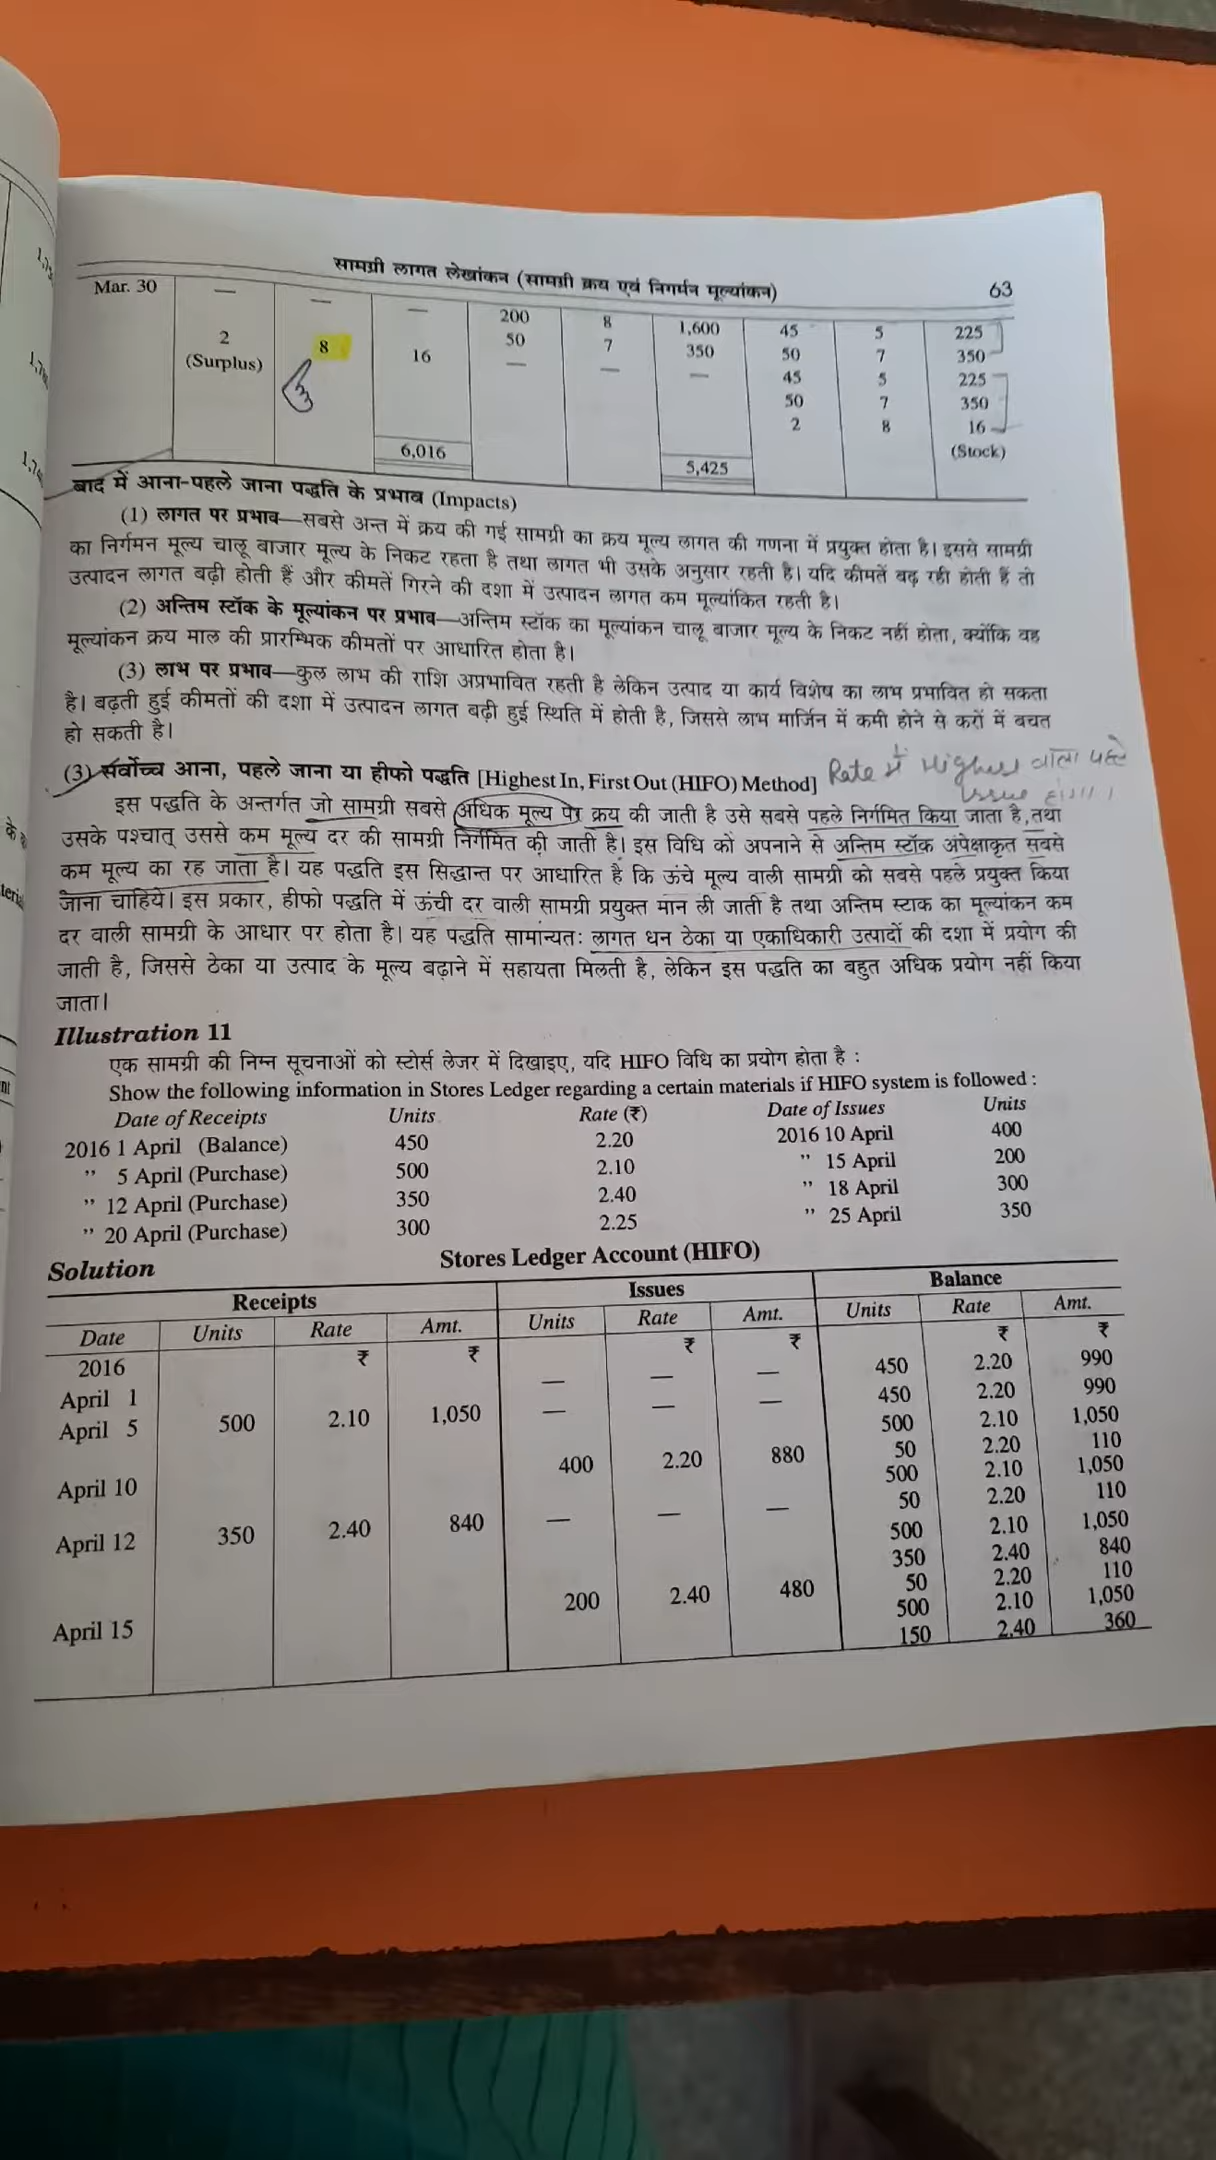 सामग्री लागत लेखांकन (सामग्री क्रय एवं निर्गमन मूल्यांकन) 63
Mar. 30 — — — 200 8 1,600 45 5 225
2 8 16 50 7 350 50 7 350
(Surplus) — — — 45 5 225
50 7 350
2 8 16
6,016 5,425 (Stock)
बाद में आना-पहले जाना पद्धति के प्रभाव (Impacts)
(1) लागत पर प्रभाव—सबसे अन्त में क्रय की गई सामग्री का क्रय मूल्य लागत की गणना में प्रयुक्त होता है। इससे सामग्री
का निर्गमन मूल्य चालू बाजार मूल्य के निकट रहता है तथा लागत भी उसके अनुसार रहती है। यदि कीमतें बढ़ रही होती हैं तो
उत्पादन लागत बढ़ी होती हैं और कीमतें गिरने की दशा में उत्पादन लागत कम मूल्यांकित रहती है।
(2) अन्तिम स्टॉक के मूल्यांकन पर प्रभाव—अन्तिम स्टॉक का मूल्यांकन चालू बाजार मूल्य के निकट नहीं होता, क्योंकि वह
मूल्यांकन क्रय माल की प्रारम्भिक कीमतों पर आधारित होता है।
(3) लाभ पर प्रभाव—कुल लाभ की राशि अप्रभावित रहती है लेकिन उत्पाद या कार्य विशेष का लाभ प्रभावित हो सकता
है। बढ़ती हुई कीमतों की दशा में उत्पादन लागत बढ़ी हुई स्थिति में होती है, जिससे लाभ मार्जिन में कमी होने से करों में बचत
हो सकती है।
(3) सर्वोच्च आना, पहले जाना या हीफो पद्धति [Highest In, First Out (HIFO) Method] Rate में Highest वाला पहले
Issue होगा।
इस पद्धति के अन्तर्गत जो सामग्री सबसे अधिक मूल्य पर क्रय की जाती है उसे सबसे पहले निर्गमित किया जाता है, तथा
उसके पश्चात् उससे कम मूल्य दर की सामग्री निर्गमित की जाती है। इस विधि को अपनाने से अन्तिम स्टॉक अपेक्षाकृत सबसे
कम मूल्य का रह जाता है। यह पद्धति इस सिद्धान्त पर आधारित है कि ऊंचे मूल्य वाली सामग्री को सबसे पहले प्रयुक्त किया
जाना चाहिये। इस प्रकार, हीफो पद्धति में ऊंची दर वाली सामग्री प्रयुक्त मान ली जाती है तथा अन्तिम स्टाक का मूल्यांकन कम
दर वाली सामग्री के आधार पर होता है। यह पद्धति सामान्यतः लागत धन ठेका या एकाधिकारी उत्पादों की दशा में प्रयोग की
जाती है, जिससे ठेका या उत्पाद के मूल्य बढ़ाने में सहायता मिलती है, लेकिन इस पद्धति का बहुत अधिक प्रयोग नहीं किया
जाता।
Illustration 11
एक सामग्री की निम्न सूचनाओं को स्टोर्स लेजर में दिखाइए, यदि HIFO विधि का प्रयोग होता है :
Show the following information in Stores Ledger regarding a certain materials if HIFO system is followed :
Date of Receipts Units Rate (₹) Date of Issues Units
2016 1 April (Balance) 450 2.20 2016 10 April 400
" 5 April (Purchase) 500 2.10 " 15 April 200
" 12 April (Purchase) 350 2.40 " 18 April 300
" 20 April (Purchase) 300 2.25 " 25 April 350
Solution Stores Ledger Account (HIFO)
Receipts Issues Balance
Date Units Rate Amt. Units Rate Amt. Units Rate Amt.
2016 ₹ ₹ ₹ ₹ ₹ ₹
April 1 — — — 450 2.20 990
April 5 500 2.10 1,050 — — — 450 2.20 990
500 2.10 1,050
April 10 400 2.20 880 50 2.20 110
500 2.10 1,050
April 12 350 2.40 840 — — — 50 2.20 110
500 2.10 1,050
350 2.40 840
April 15 200 2.40 480 50 2.20 110
500 2.10 1,050
150 2.40 360